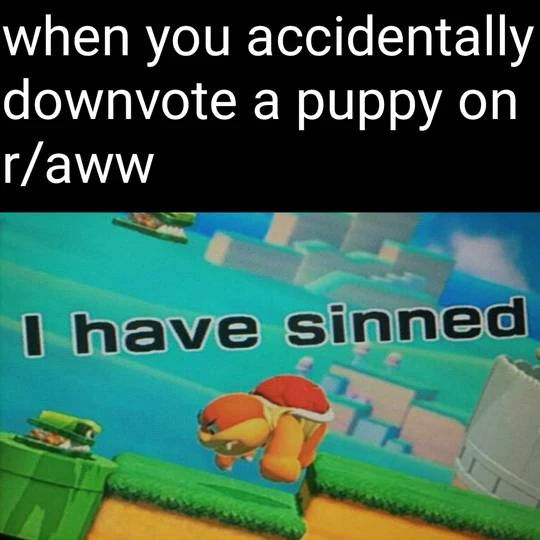 when you accidentally
downvote a puppy on
r/aww
I have sinned